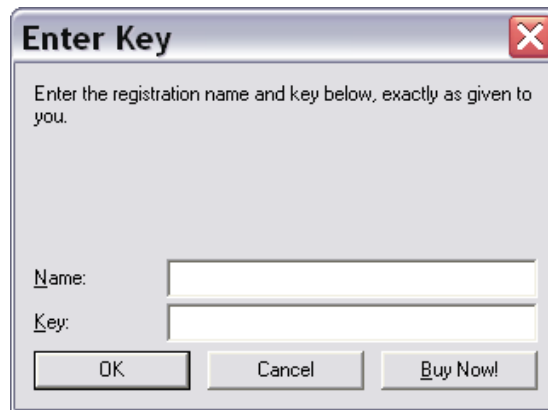 Enter Key
Enter the registration name and key below, exactly as given to
you.
Name:
Key:
OK Cancel Buy Now!